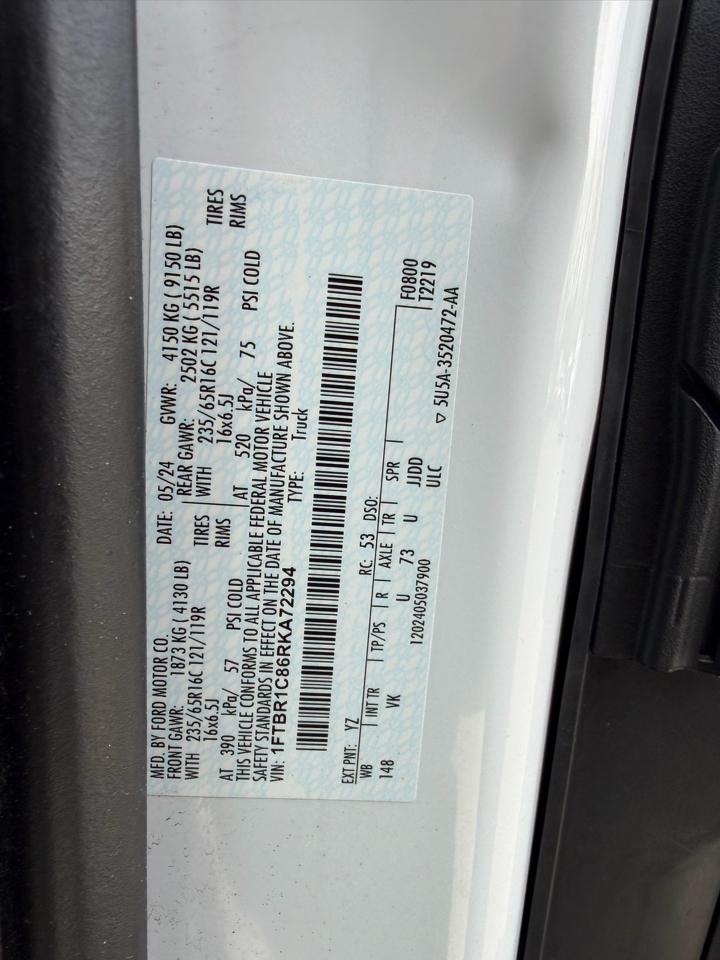 MFD. BY FORD MOTOR CO. DATE: 05/24 GVWR: 4150 KG ( 9150 LB)
FRONT GAWR: 1873 KG ( 4130 LB) REAR GAWR: 2502 KG ( 5515 LB)
WITH 235/65R16C 121/119R TIRES WITH 235/65R16C 121/119R TIRES
16x6.5J RIMS 16x6.5J RIMS
AT 390 kPa/ 57 PSI COLD AT 520 kPa/ 75 PSI COLD
THIS VEHICLE CONFORMS TO ALL APPLICABLE FEDERAL MOTOR VEHICLE
SAFETY STANDARDS IN EFFECT ON THE DATE OF MANUFACTURE SHOWN ABOVE.
VIN: 1FTBR1C86RKA72294 TYPE: Truck
EXT PNT: YZ RC: 53 DSO: F0800
WB INT TR TP/PS R AXLE TR SPR T2219
148 VK U 73 U JJDD
1202405037900 ULC ▽ 5U5A-3520472-AA